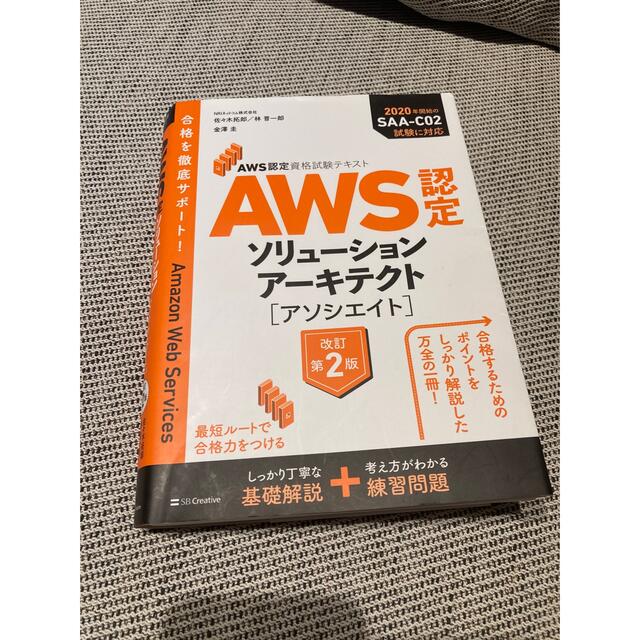 NRIネットコム株式会社
佐々木拓郎／林 晋一郎
金澤 圭
2020年開始の
SAA-C02
試験に対応
合格を徹底サポート！
Amazon Web Services
AWS認定資格試験テキスト
AWS認定
ソリューション
アーキテクト
[アソシエイト]
改訂
第2版
合格するための
ポイントを
しっかり解説した
万全の一冊！
最短ルートで
合格力をつける
しっかり丁寧な
基礎解説
+
考え方がわかる
練習問題
SB Creative